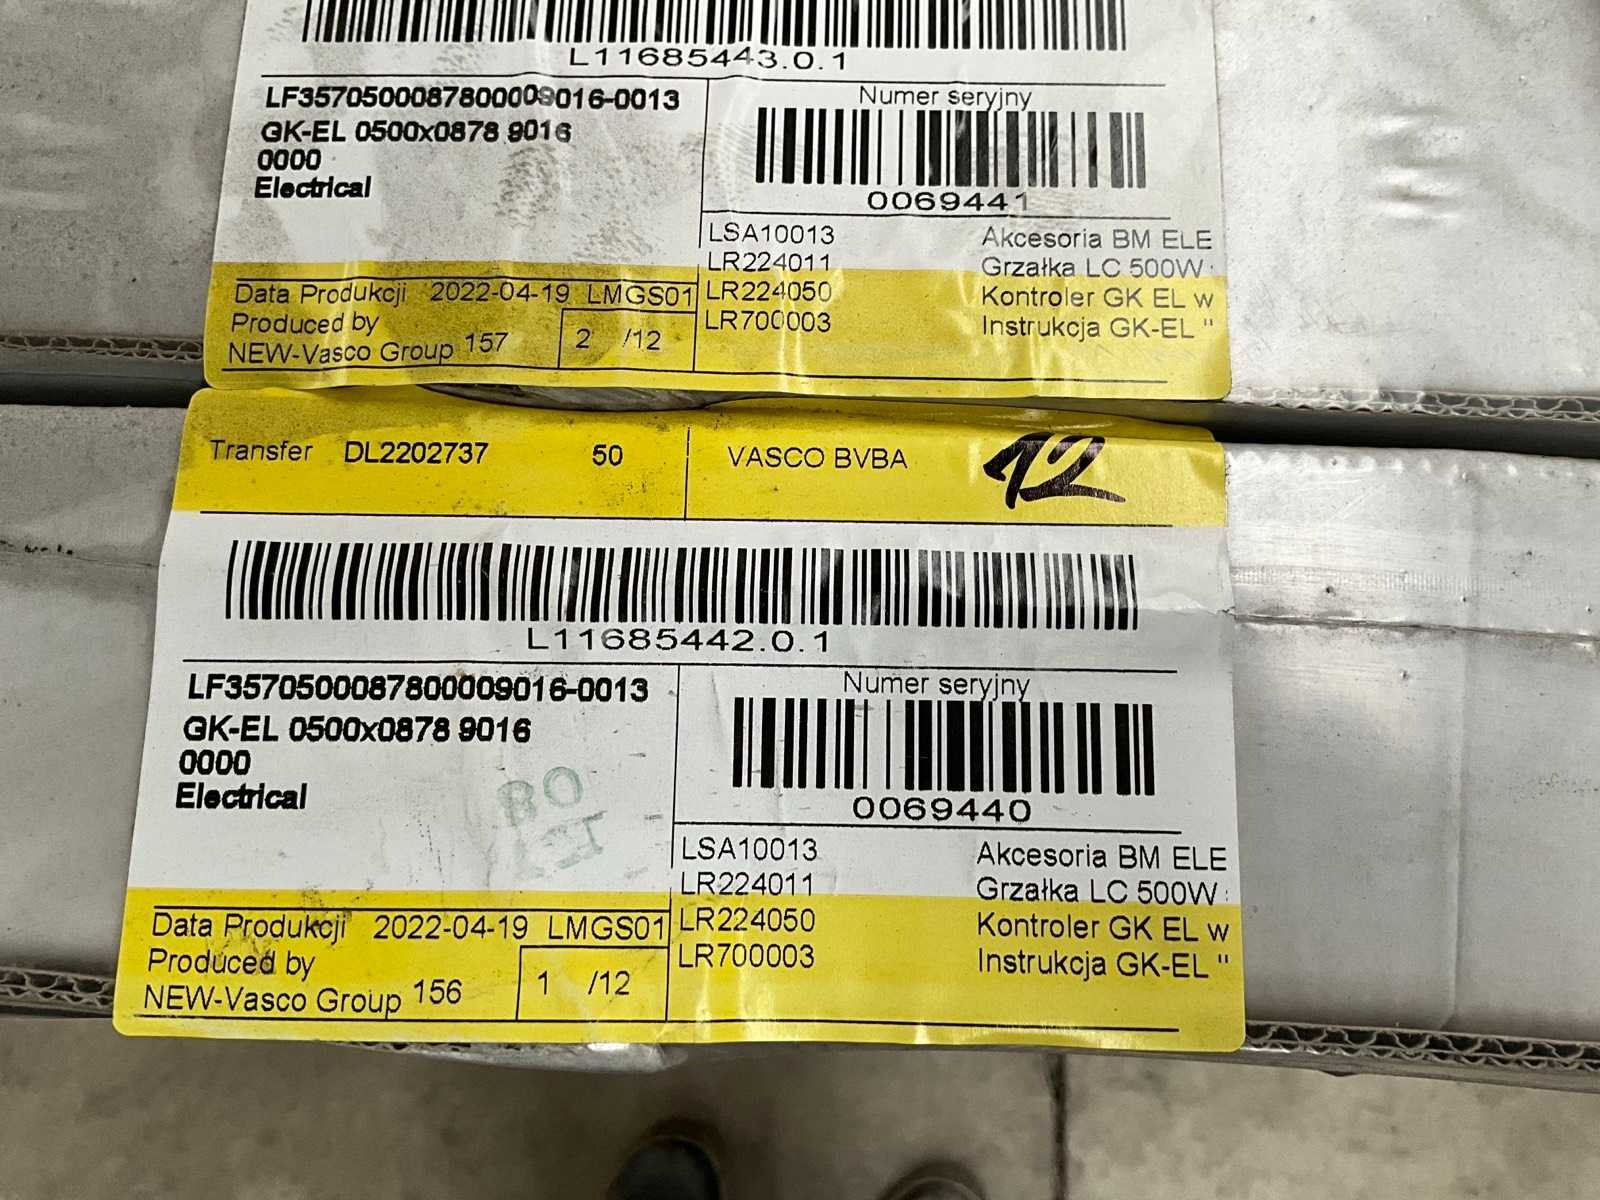 L11685443.0.1
LF3570500087800009016-0013
GK-EL 0500x0878 9016
0000
Electrical
Numer seryjny
0069441
LSA10013 Akcesoria BM ELE
LR224011 Grzałka LC 500W
LR224050 Kontroler GK EL w
LR700003 Instrukcja GK-EL "
Data Produkcji 2022-04-19 LMGS01
Produced by
NEW-Vasco Group 157 2 /12
Transfer DL2202737 50 VASCO BVBA 12
L11685442.0.1
LF3570500087800009016-0013
GK-EL 0500x0878 9016
0000
Electrical
Numer seryjny
0069440
LSA10013 Akcesoria BM ELE
LR224011 Grzałka LC 500W
LR224050 Kontroler GK EL w
LR700003 Instrukcja GK-EL "
Data Produkcji 2022-04-19 LMGS01
Produced by
NEW-Vasco Group 156 1 /12